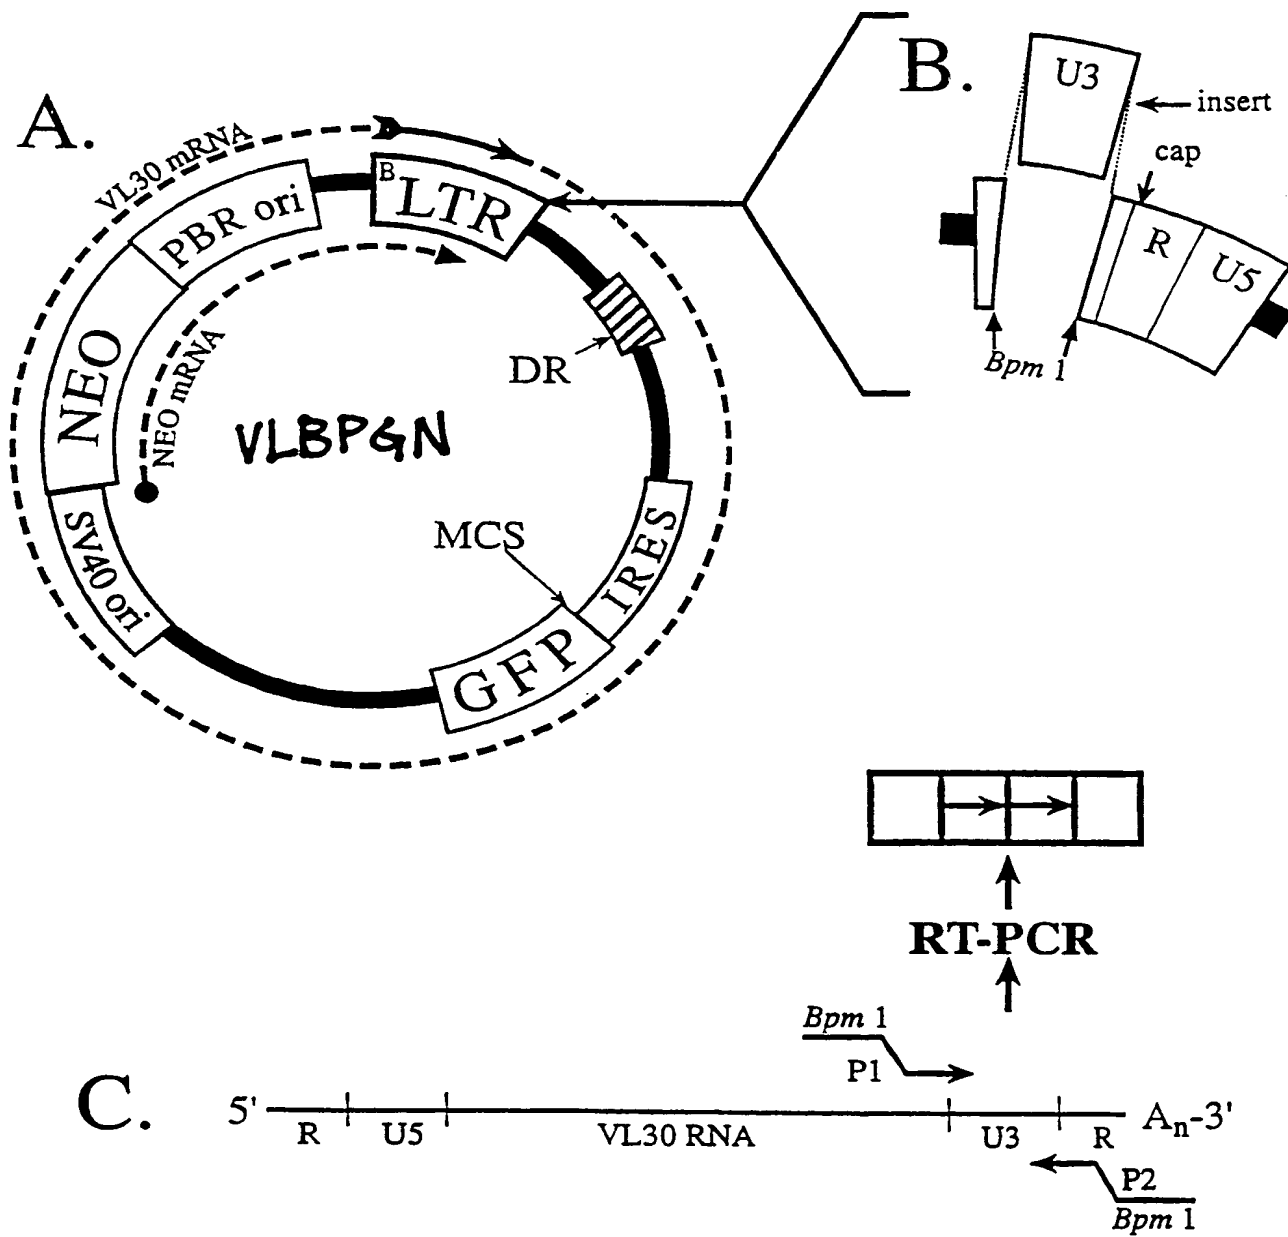 A.
VL30 mRNA
PBR ori
B
LTR
NEO
NEO mRNA
SV40 ori
VLBPGN
DR
MCS
IRES
GFP
B.
U3
insert
cap
R
U5
Bpm 1
RT-PCR
Bpm 1
P1
C.
5'
An-3'
R
U5
VL30 RNA
U3
R
P2
Bpm 1